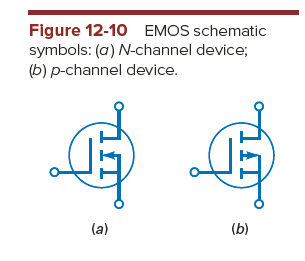 Figure 12-10 EMOS schematic
symbols: (a) N-channel device;
(b) p-channel device.
(a) (b)